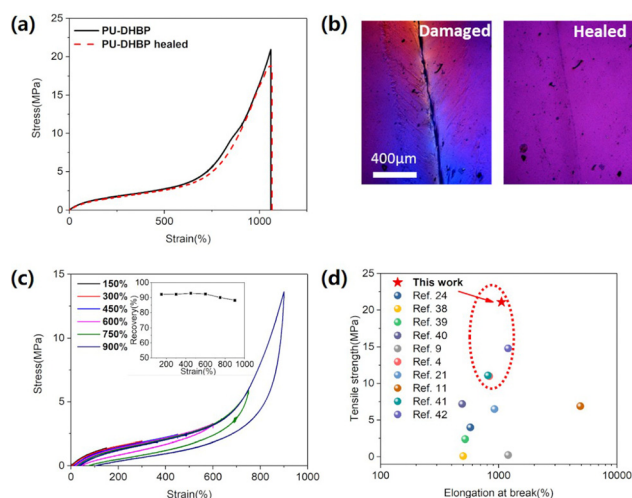 (a)
PU-DHBP
PU-DHBP healed
Stress(MPa)
25
20
15
10
5
0
0 500 1000
Strain(%)
(b)
Damaged
400μm
Healed
(c)
Stress(MPa)
15
10
5
0
150%
300%
450%
600%
750%
900%
Recovery(%)
100
90
80
70
60
50
200 400 600 800
Strain(%)
0 100 200 300 400 500 600 700 800 900 1000
Strain(%)
(d)
Tensile strength(MPa)
25
20
15
10
5
0
This work
Ref. 24
Ref. 38
Ref. 39
Ref. 40
Ref. 9
Ref. 4
Ref. 21
Ref. 11
Ref. 41
Ref. 42
100 1000 10000
Elongation at break(%)